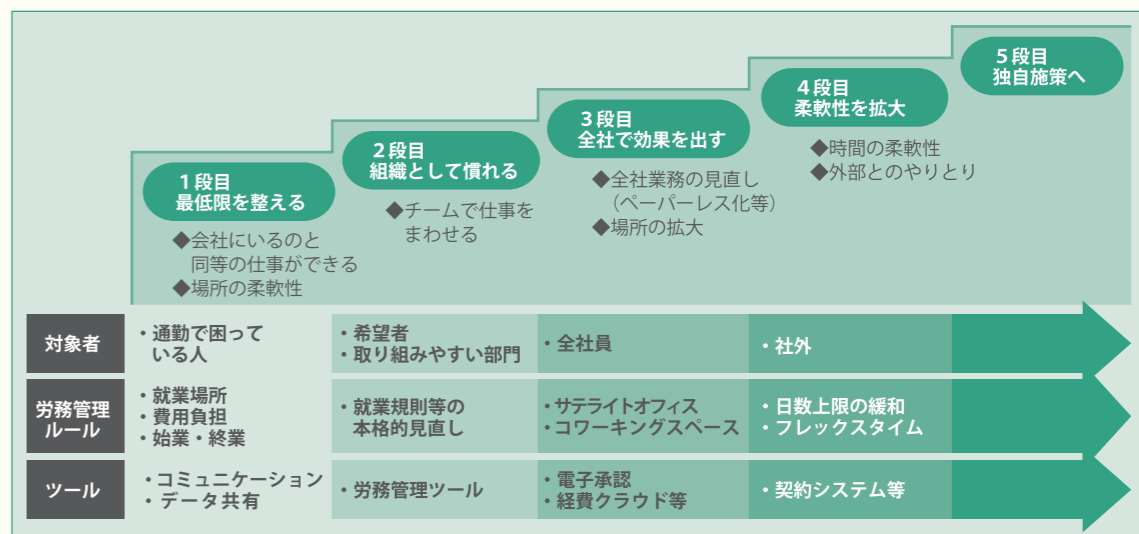 1段目
最低限を整える
◆会社にいるのと
同等の仕事ができる
◆場所の柔軟性
2段目
組織として慣れる
◆チームで仕事を
まわせる
3段目
全社で効果を出す
◆全社業務の見直し
(ペーパーレス化等)
◆場所の拡大
4段目
柔軟性を拡大
◆時間の柔軟性
◆外部とのやりとり
5段目
独自施策へ
対象者
・通勤で困って
いる人
・希望者
・取り組みやすい部門
・全社員
・社外
労務管理
ルール
・就業場所
・費用負担
・始業・終業
・就業規則等の
本格的見直し
・サテライトオフィス
・コワーキングスペース
・日数上限の緩和
・フレックスタイム
ツール
・コミュニケーション
・データ共有
・労務管理ツール
・電子承認
・経費クラウド等
・契約システム等